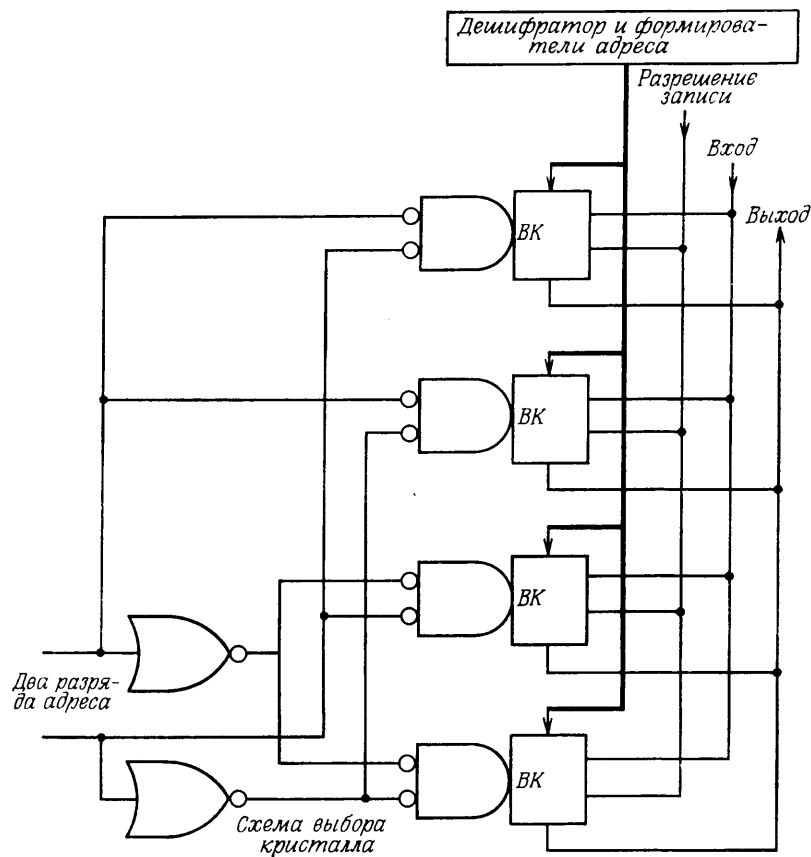 Дешифратор и формирова-
тели адреса
Разрешение
записи
Вход
Выход
ВК
ВК
ВК
ВК
Два разря-
да адреса
Схема выбора
кристалла